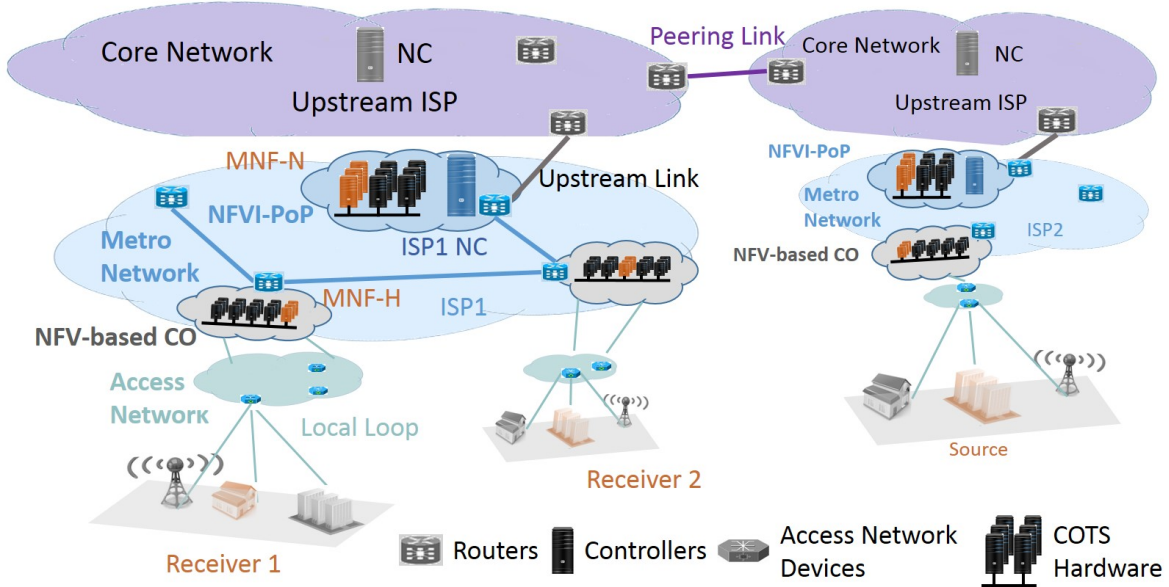 Core Network
NC
Upstream ISP
Peering Link
Core Network
NC
Upstream ISP
MNF-N
NFVI-PoP
ISP1 NC
Upstream Link
Metro
Network
MNF-H
ISP1
NFV-based CO
NFVI-PoP
Metro
Network
ISP2
NFV-based CO
Access
Network
Local Loop
Receiver 1
Receiver 2
Source
Routers
Controllers
Access Network
Devices
COTS
Hardware